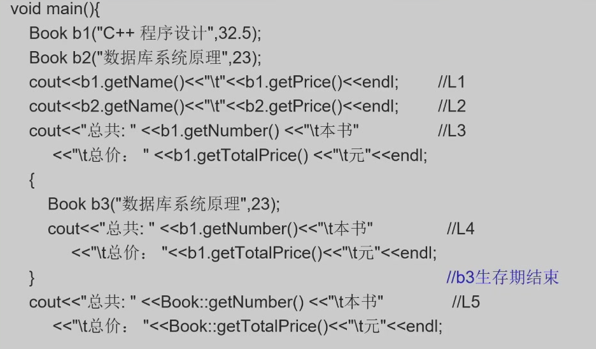 void main(){
Book b1("C++ 程序设计",32.5);
Book b2("数据库系统原理",23);
cout<<b1.getName()<<"\t"<<b1.getPrice()<<endl; //L1
cout<<b2.getName()<<"\t"<<b2.getPrice()<<endl; //L2
cout<<"总共: " <<b1.getNumber() <<"\t本书" //L3
<<"\t总价： " <<b1.getTotalPrice() <<"\t元"<<endl;
{
Book b3("数据库系统原理",23);
cout<<"总共: " <<b1.getNumber()<<"\t本书" //L4
<<"\t总价： "<<b1.getTotalPrice()<<"\t元"<<endl;
} //b3生存期结束
cout<<"总共: " <<Book::getNumber() <<"\t本书" //L5
<<"\t总价： "<<Book::getTotalPrice()<<"\t元"<<endl;